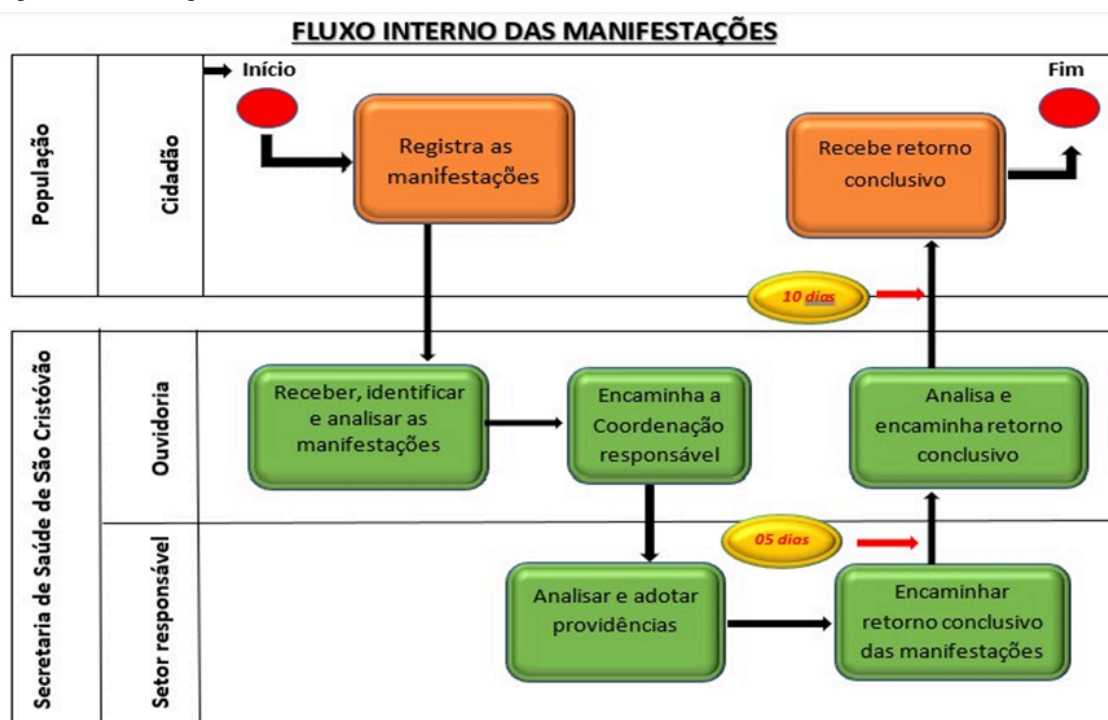 FLUXO INTERNO DAS MANIFESTAÇÕES
População
Cidadão
Início
Fim
Registra as
manifestações
Recebe retorno
conclusivo
10 dias
Secretaria de Saúde de São Cristóvão
Ouvidoria
Receber, identificar
e analisar as
manifestações
Encaminha a
Coordenação
responsável
Analisa e
encaminha retorno
conclusivo
Setor responsável
05 dias
Analisar e adotar
providências
Encaminhar
retorno conclusivo
das manifestações